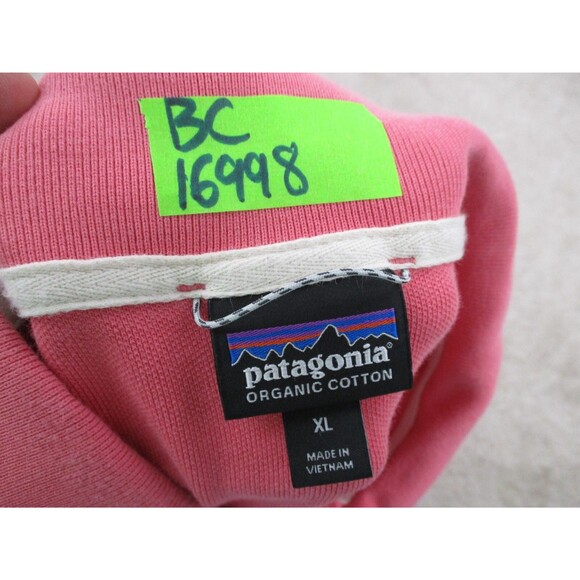 BC
16998
patagonia®
ORGANIC COTTON
XL
MADE IN
VIETNAM